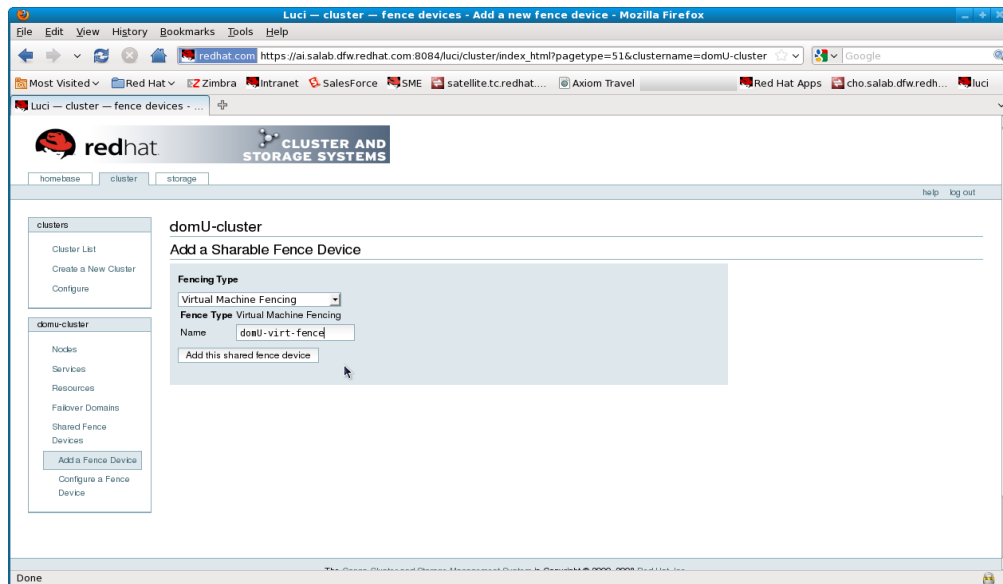 Luci — cluster — fence devices - Add a new fence device - Mozilla Firefox
File Edit View History Bookmarks Tools Help
redhat.com https://ai.salab.dfw.redhat.com:8084/luci/cluster/index_html?pagetype=51&clustername=domU-cluster Google
Most Visited Red Hat Zimbra Intranet SalesForce SME satellite.tc.redhat.... Axiom Travel Red Hat Apps cho.salab.dfw.redh... luci
Luci — cluster — fence devices - ...
redhat.
CLUSTER AND
STORAGE SYSTEMS
homebase cluster storage
help log out
clusters
Cluster List
Create a New Cluster
Configure
domu-cluster
Nodes
Services
Resources
Failover Domains
Shared Fence
Devices
Add a Fence Device
Configure a Fence
Device
domU-cluster
Add a Sharable Fence Device
Fencing Type
Virtual Machine Fencing
Fence Type Virtual Machine Fencing
Name domU-virt-fence
Add this shared fence device
Done